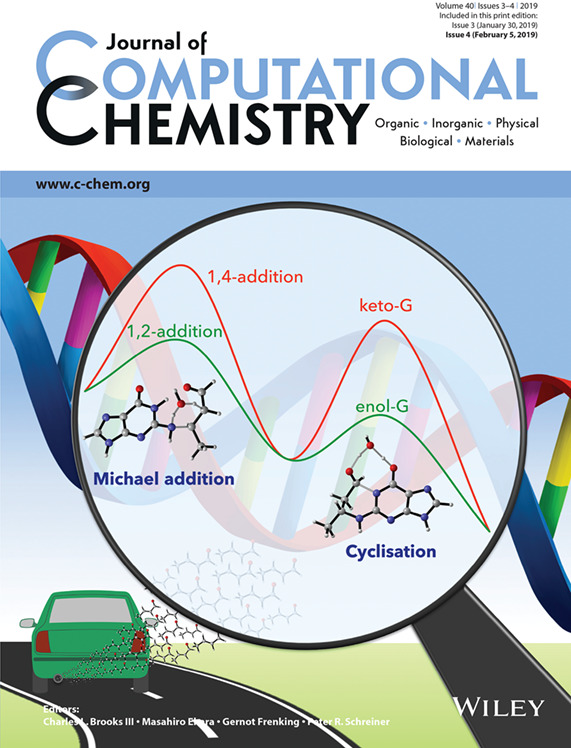 Volume 40 | Issues 3–4 | 2019
Included in this print edition:
Issue 3 (January 30, 2019)
Issue 4 (February 5, 2019)
Journal of
COMPUTATIONAL
CHEMISTRY
Organic • Inorganic • Physical
Biological • Materials
www.c-chem.org
1,4-addition
keto-G
1,2-addition
enol-G
Michael addition
Cyclisation
WILEY
Editors:
Charles L. Brooks III • Masahiro Ehara • Gernot Frenking • Peter R. Schreiner